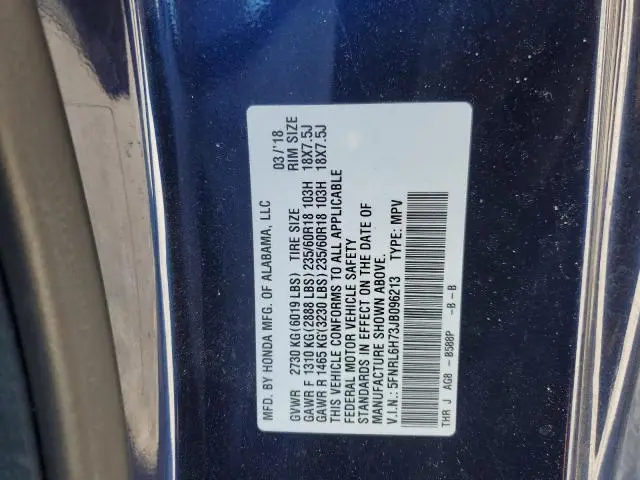 MFD. BY HONDA MFG. OF ALABAMA, LLC 03/'18
GVWR 2730 KG(6019 LBS) TIRE SIZE RIM SIZE
GAWR F 1310 KG(2888 LBS) 235/60R18 103H 18X7.5J
GAWR R 1465 KG(3230 LBS) 235/60R18 103H 18X7.5J
THIS VEHICLE CONFORMS TO ALL APPLICABLE
FEDERAL MOTOR VEHICLE SAFETY
STANDARDS IN EFFECT ON THE DATE OF
MANUFACTURE SHOWN ABOVE.
V.I.N.: 5FNRL6H73JB096213 TYPE: MPV
THR J AG8 -B588P -B-B